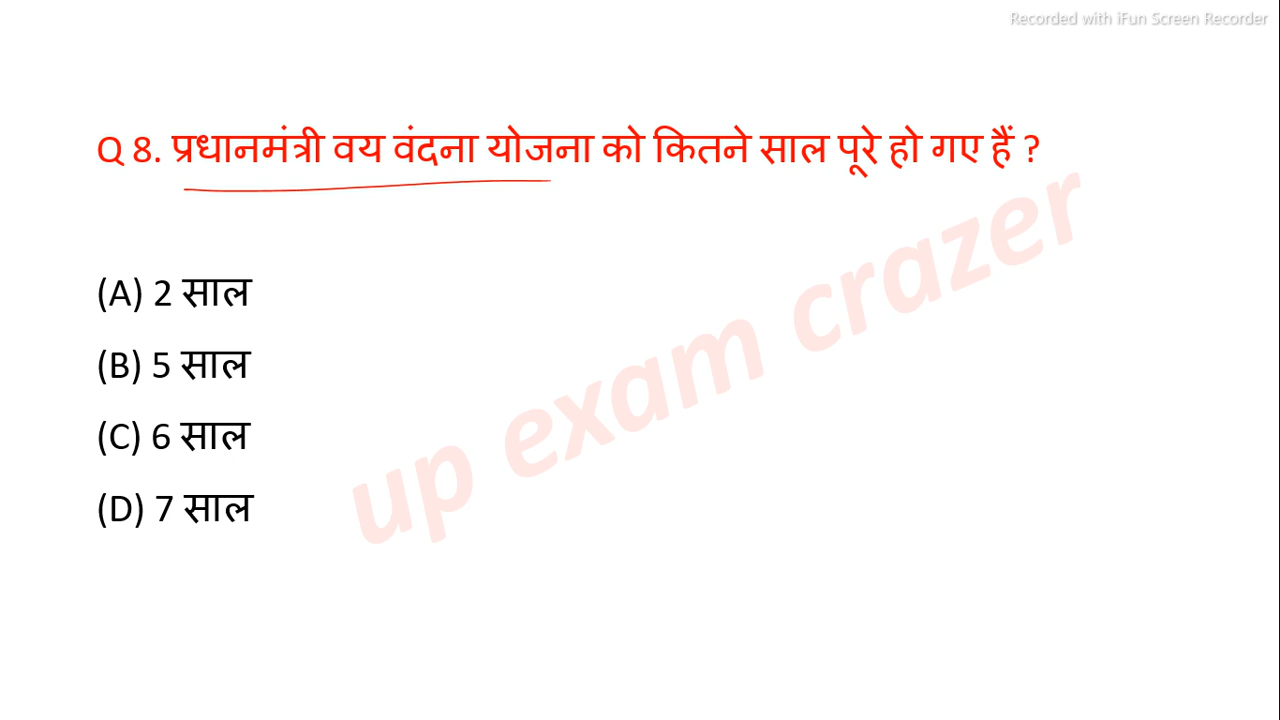 Recorded with iFun Screen Recorder
Q 8. प्रधानमंत्री वय वंदना योजना को कितने साल पूरे हो गए हैं ?
(A) 2 साल
(B) 5 साल
(C) 6 साल
(D) 7 साल
up exam crazer